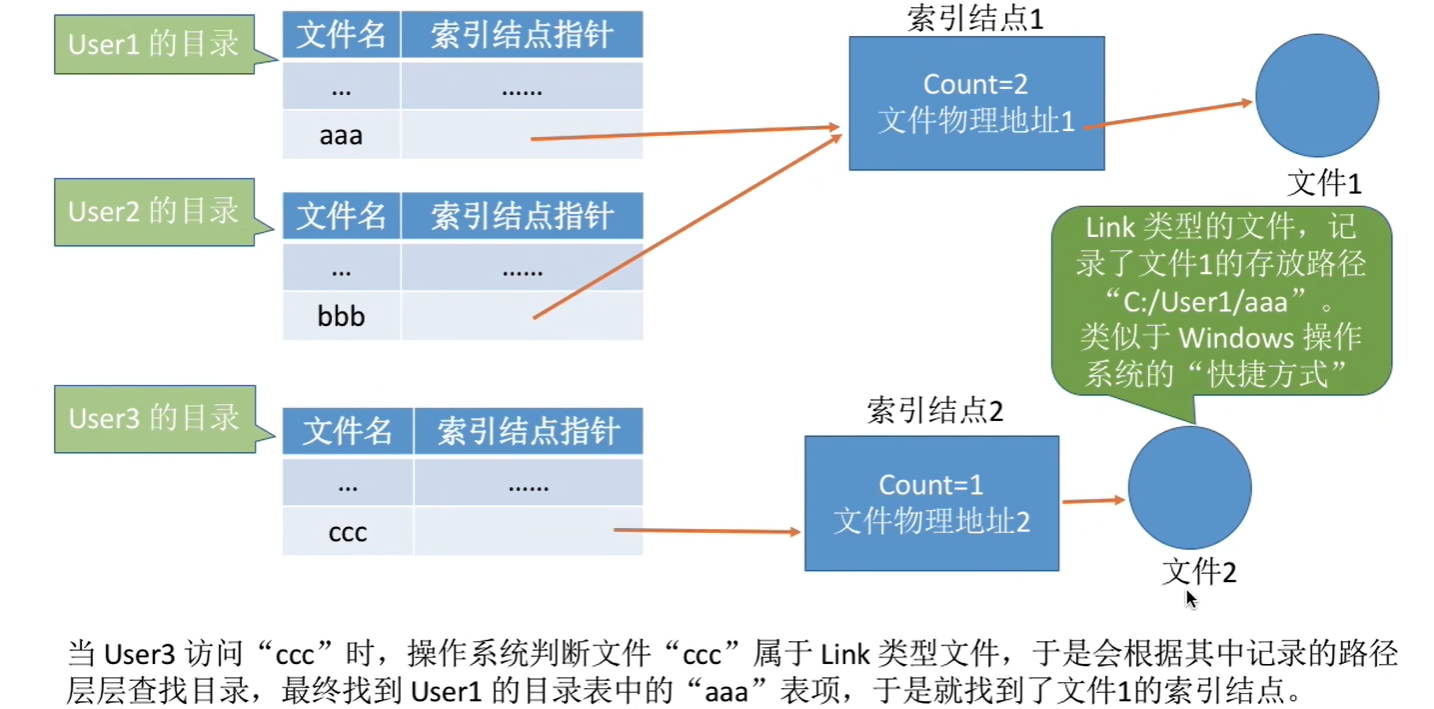 User1 的目录
文件名 索引结点指针
... ......
aaa
索引结点1
Count=2
文件物理地址1
文件1
User2 的目录
文件名 索引结点指针
... ......
bbb
Link 类型的文件，记
录了文件1的存放路径
“C:/User1/aaa”。
类似于 Windows 操作
系统的“快捷方式”
User3 的目录
文件名 索引结点指针
... ......
ccc
索引结点2
Count=1
文件物理地址2
文件2
当 User3 访问“ccc”时，操作系统判断文件“ccc”属于 Link 类型文件，于是会根据其中记录的路径
层层查找目录，最终找到 User1 的目录表中的“aaa”表项，于是就找到了文件1的索引结点。